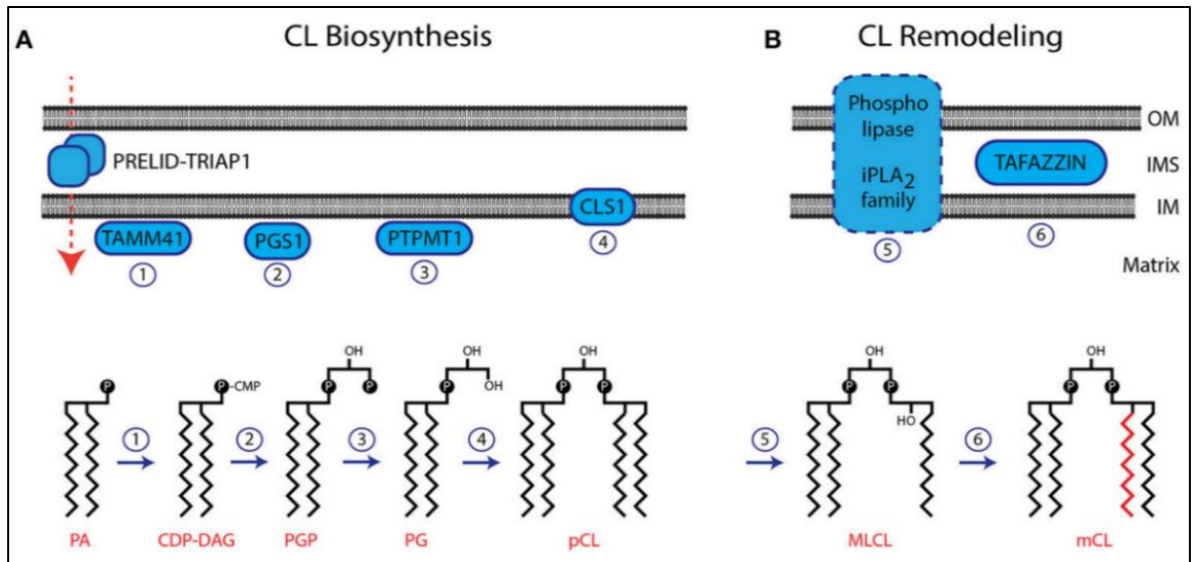 A
CL Biosynthesis
PRELID-TRIAP1
TAMM41
PGS1
PTPMT1
CLS1
1
2
3
4
B
CL Remodeling
Phospho
lipase
iPLA2
family
TAFAZZIN
5
6
OM
IMS
IM
Matrix
P
PA
1
P-CMP
CDP-DAG
2
OH
P P
PGP
3
OH
OH
P
PG
4
OH
P P
pCL
5
OH
P P
HO
MLCL
6
OH
P P
mCL